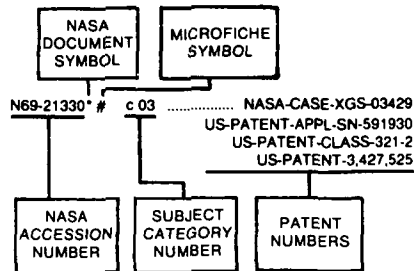 NASA
DOCUMENT
SYMBOL
MICROFICHE
SYMBOL
N69-21330* # c 03 .................... NASA-CASE-XGS-03429
US-PATENT-APPL-SN-591930
US-PATENT-CLASS-321-2
US-PATENT-3,427,525
NASA
ACCESSION
NUMBER
SUBJECT
CATEGORY
NUMBER
PATENT
NUMBERS